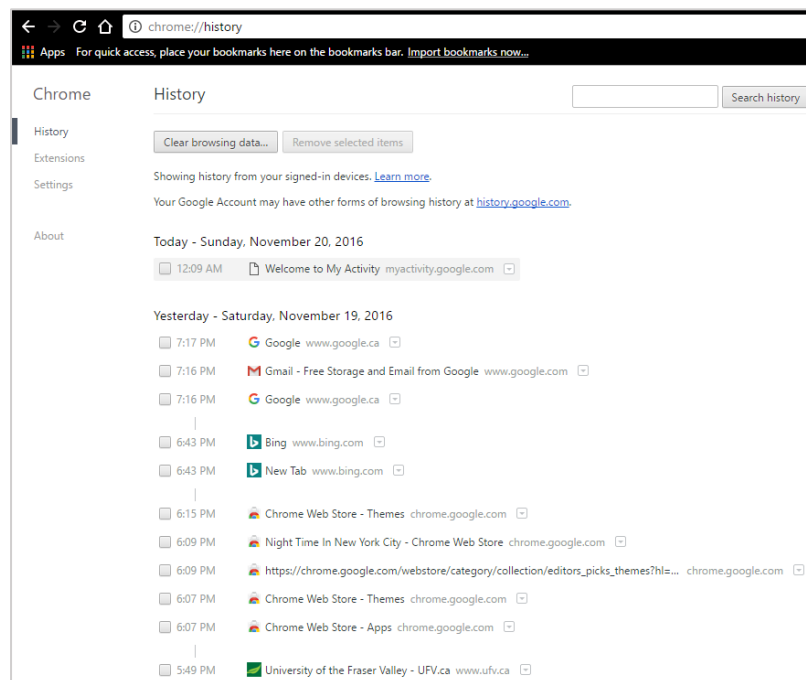 chrome://history
Apps For quick access, place your bookmarks here on the bookmarks bar. Import bookmarks now...
Chrome
History
Search history
History
Extensions
Settings
About
Clear browsing data...
Remove selected items
Showing history from your signed-in devices. Learn more.
Your Google Account may have other forms of browsing history at history.google.com.
Today - Sunday, November 20, 2016
12:09 AM Welcome to My Activity myactivity.google.com
Yesterday - Saturday, November 19, 2016
7:17 PM Google www.google.ca
7:16 PM Gmail - Free Storage and Email from Google www.google.com
7:16 PM Google www.google.ca
6:43 PM Bing www.bing.com
6:43 PM New Tab www.bing.com
6:15 PM Chrome Web Store - Themes chrome.google.com
6:09 PM Night Time In New York City - Chrome Web Store chrome.google.com
6:09 PM https://chrome.google.com/webstore/category/collection/editors_picks_themes?hl=... chrome.google.com
6:07 PM Chrome Web Store - Themes chrome.google.com
6:07 PM Chrome Web Store - Apps chrome.google.com
5:49 PM University of the Fraser Valley - UFV.ca www.ufv.ca